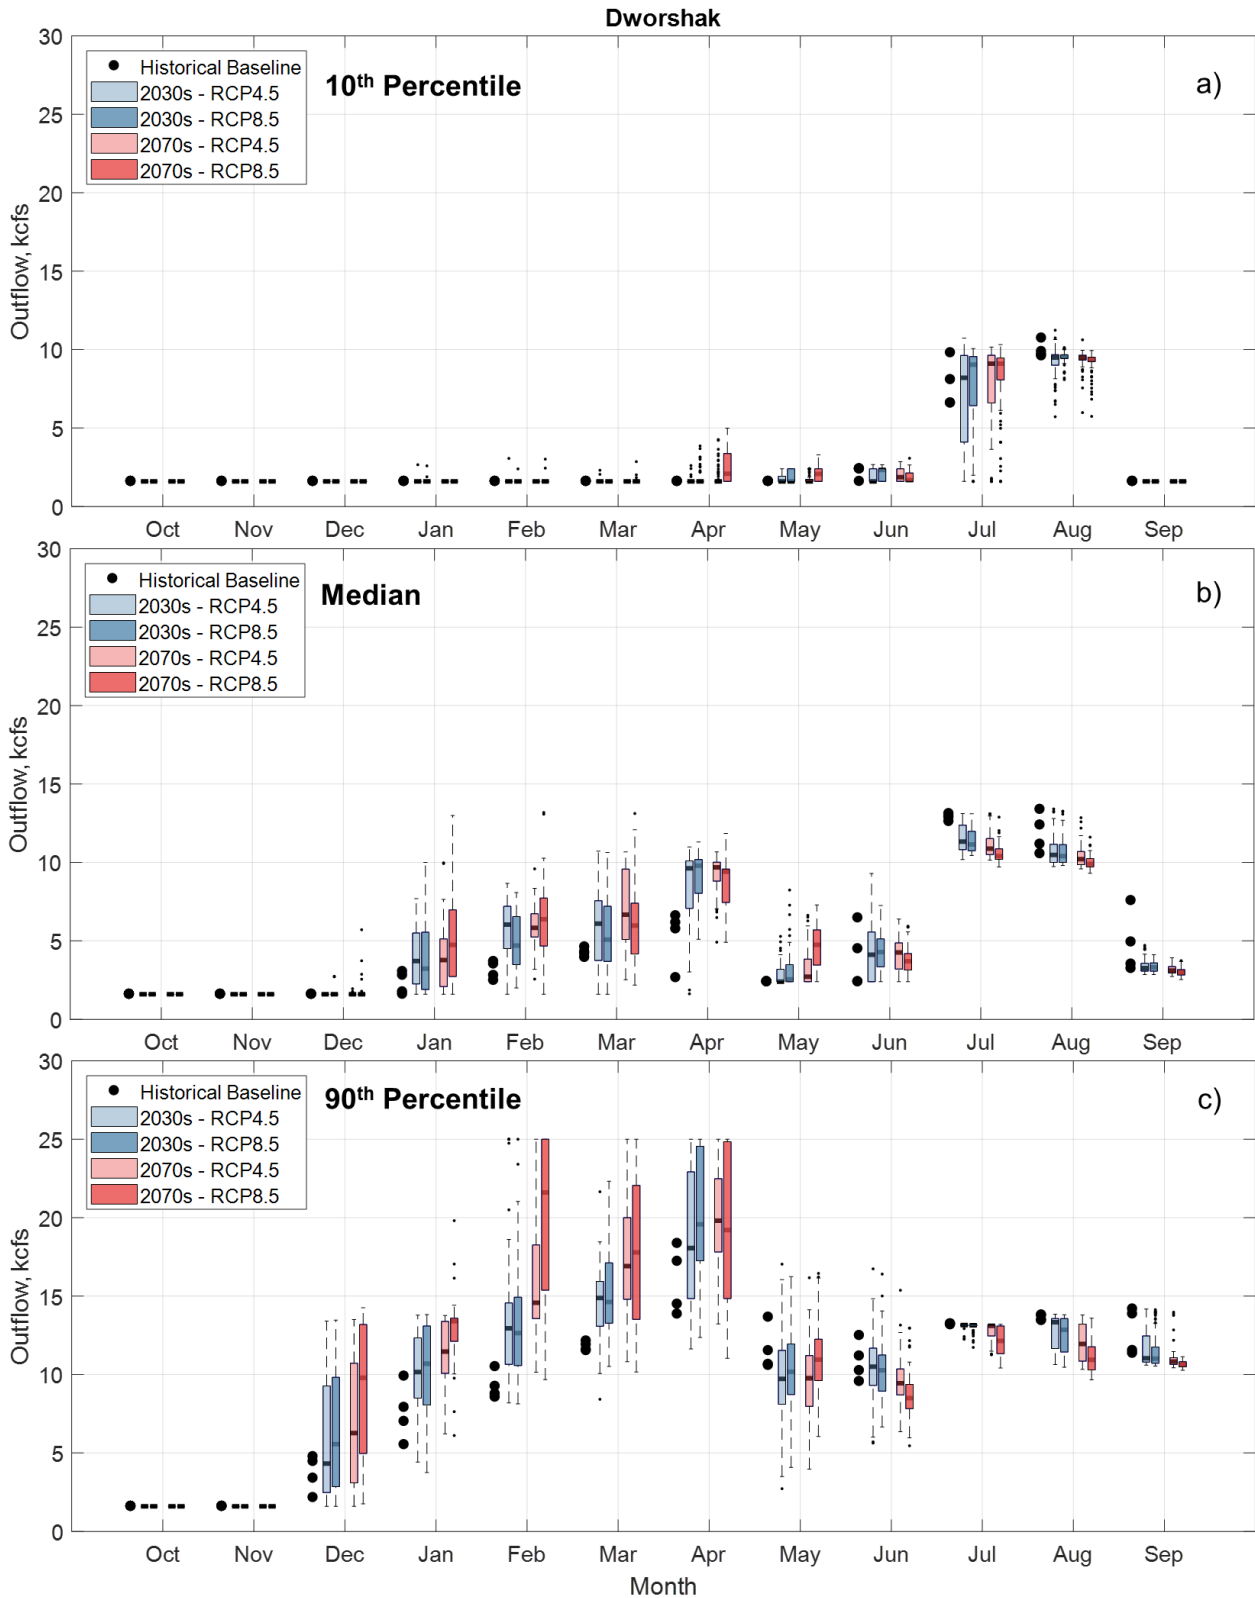 Dworshak
30
25
20
15
10
5
0
Outflow, kcfs
Historical Baseline
2030s - RCP4.5
2030s - RCP8.5
2070s - RCP4.5
2070s - RCP8.5
10th Percentile
a)
Oct Nov Dec Jan Feb Mar Apr May Jun Jul Aug Sep
30
25
20
15
10
5
0
Outflow, kcfs
Historical Baseline
2030s - RCP4.5
2030s - RCP8.5
2070s - RCP4.5
2070s - RCP8.5
Median
b)
Oct Nov Dec Jan Feb Mar Apr May Jun Jul Aug Sep
30
25
20
15
10
5
0
Outflow, kcfs
Historical Baseline
2030s - RCP4.5
2030s - RCP8.5
2070s - RCP4.5
2070s - RCP8.5
90th Percentile
c)
Oct Nov Dec Jan Feb Mar Apr May Jun Jul Aug Sep
Month